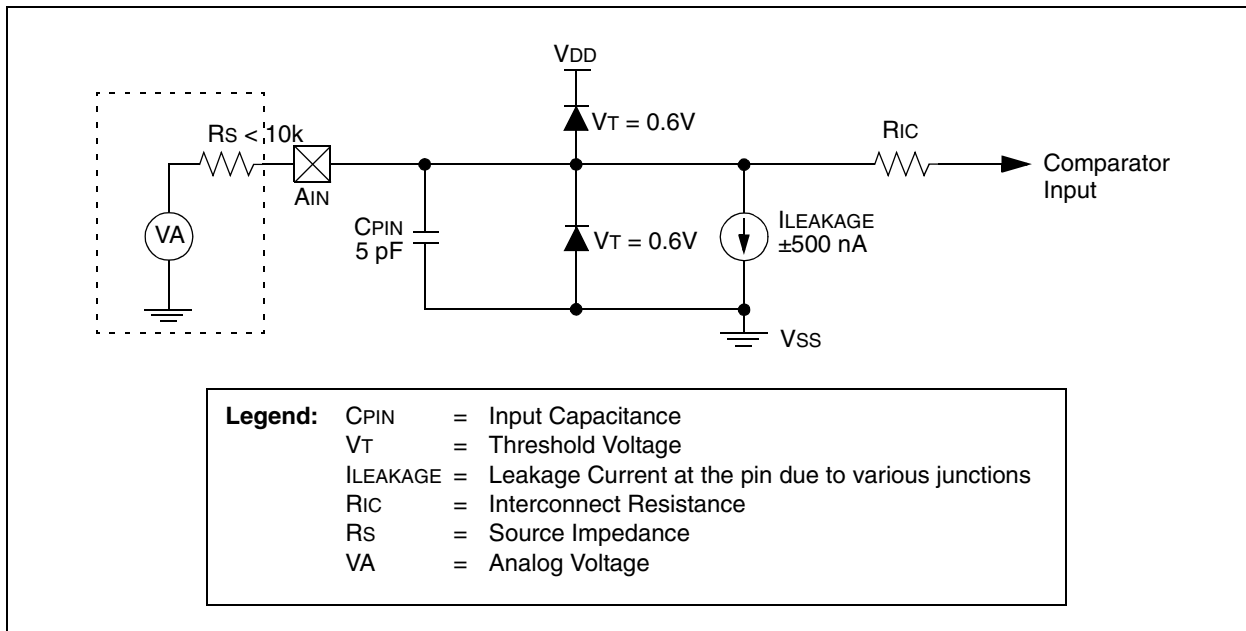 VDD
VT = 0.6V
RS < 10k
RIC
AIN
Comparator
Input
VA
CPIN
5 pF
VT = 0.6V
ILEAKAGE
±500 nA
VSS
Legend: CPIN = Input Capacitance
VT = Threshold Voltage
ILEAKAGE = Leakage Current at the pin due to various junctions
RIC = Interconnect Resistance
RS = Source Impedance
VA = Analog Voltage